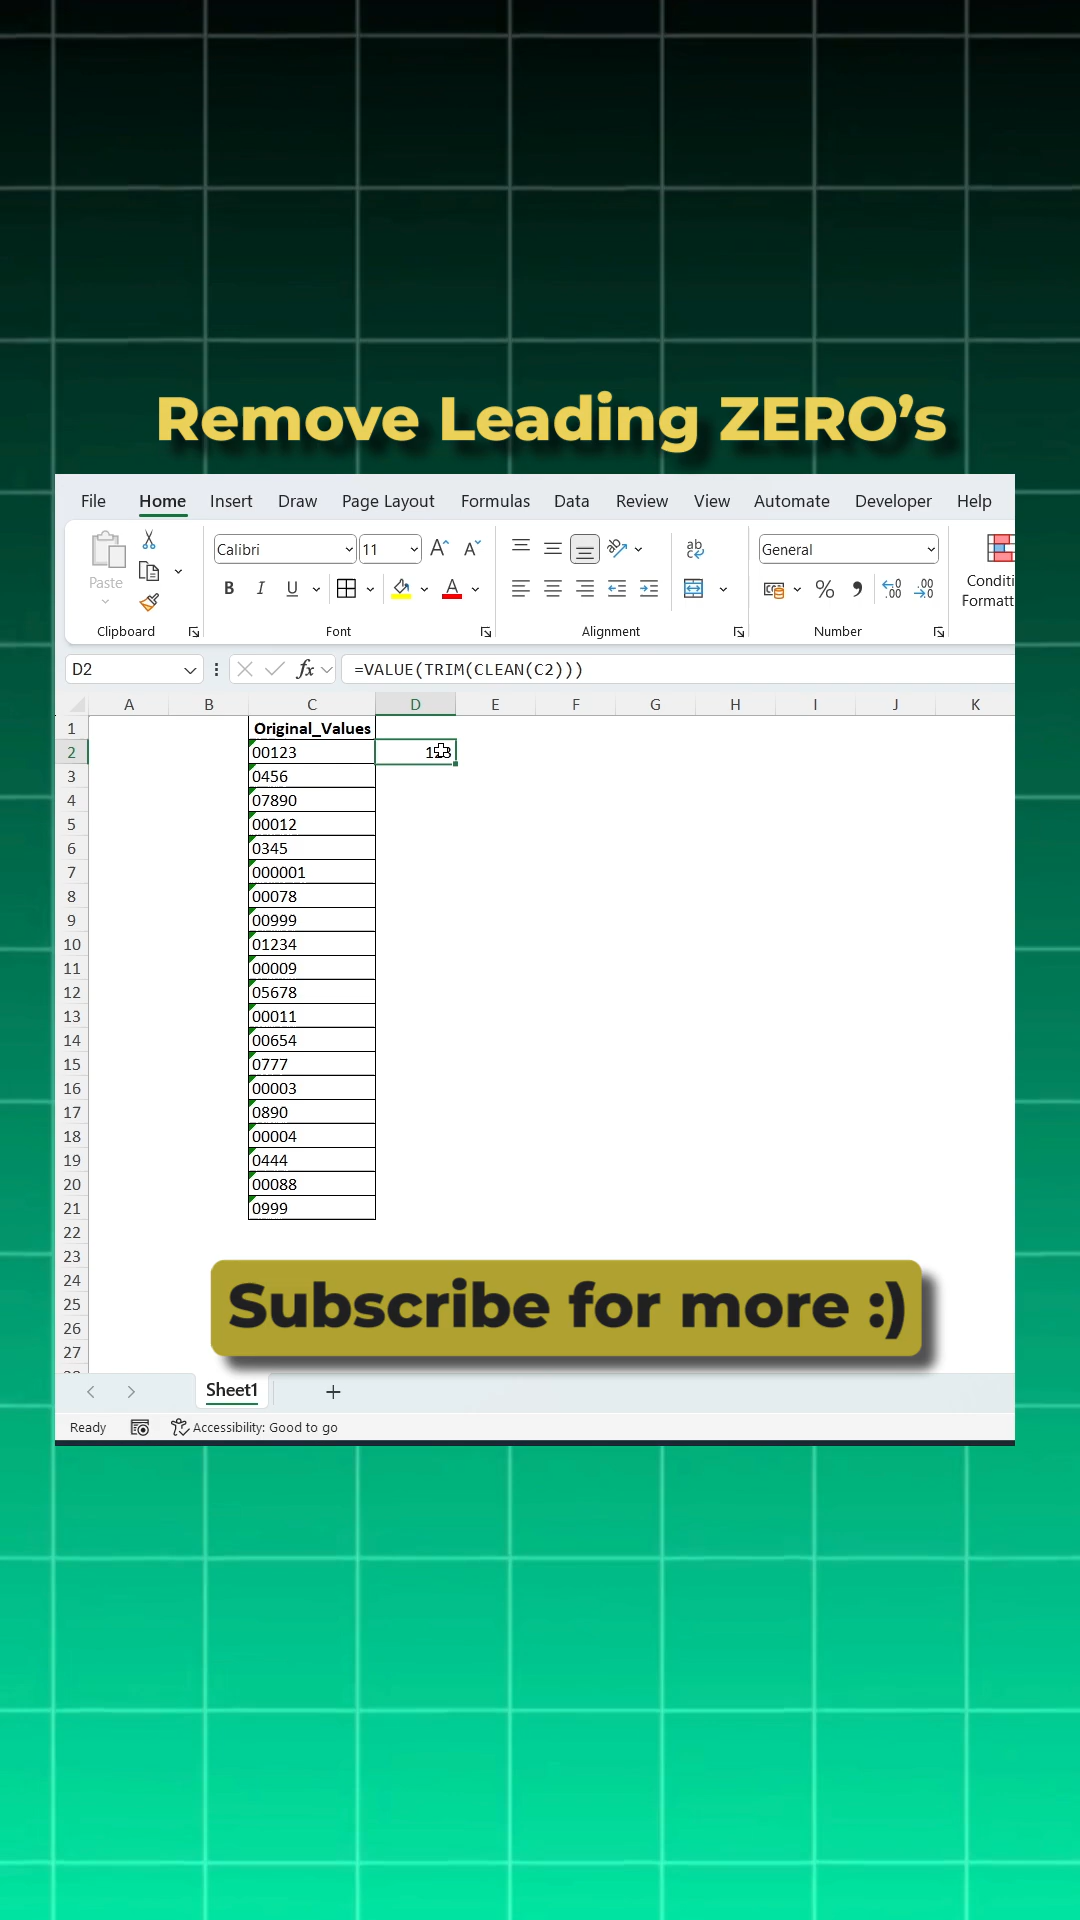 Remove Leading ZERO’s
File Home Insert Draw Page Layout Formulas Data Review View Automate Developer Help
Paste
Calibri 11
General
B I U A
ab
% .00
Conditi
Formatt
Clipboard Font Alignment Number
D2 fx =VALUE(TRIM(CLEAN(C2)))
A B C D E F G H I J K
1 Original_Values
2 00123
3 0456
4 07890
5 00012
6 0345
7 000001
8 00078
9 00999
10 01234
11 00009
12 05678
13 00011
14 00654
15 0777
16 00003
17 0890
18 00004
19 0444
20 00088
21 0999
22
23
24
25
26
27
Subscribe for more :)
Sheet1 +
Ready Accessibility: Good to go